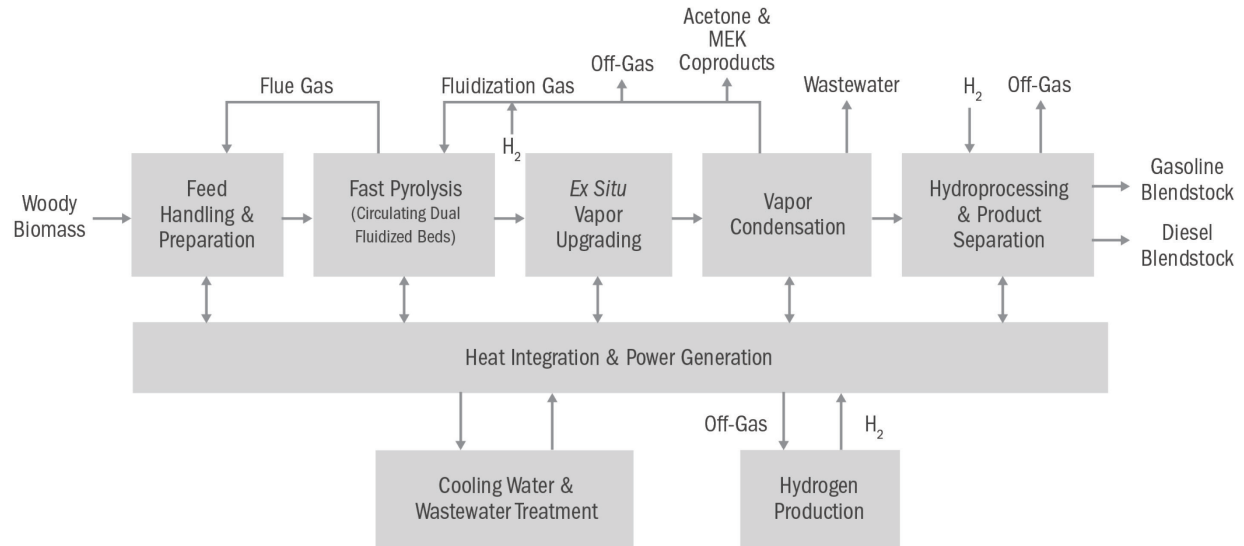 Acetone &
MEK
Coproducts
Off-Gas
Flue Gas
Fluidization Gas
Wastewater
H2
Off-Gas
H2
Woody
Biomass
Feed
Handling &
Preparation
Fast Pyrolysis
(Circulating Dual
Fluidized Beds)
Ex Situ
Vapor
Upgrading
Vapor
Condensation
Hydroprocessing
& Product
Separation
Gasoline
Blendstock
Diesel
Blendstock
Heat Integration & Power Generation
Off-Gas
H2
Cooling Water &
Wastewater Treatment
Hydrogen
Production